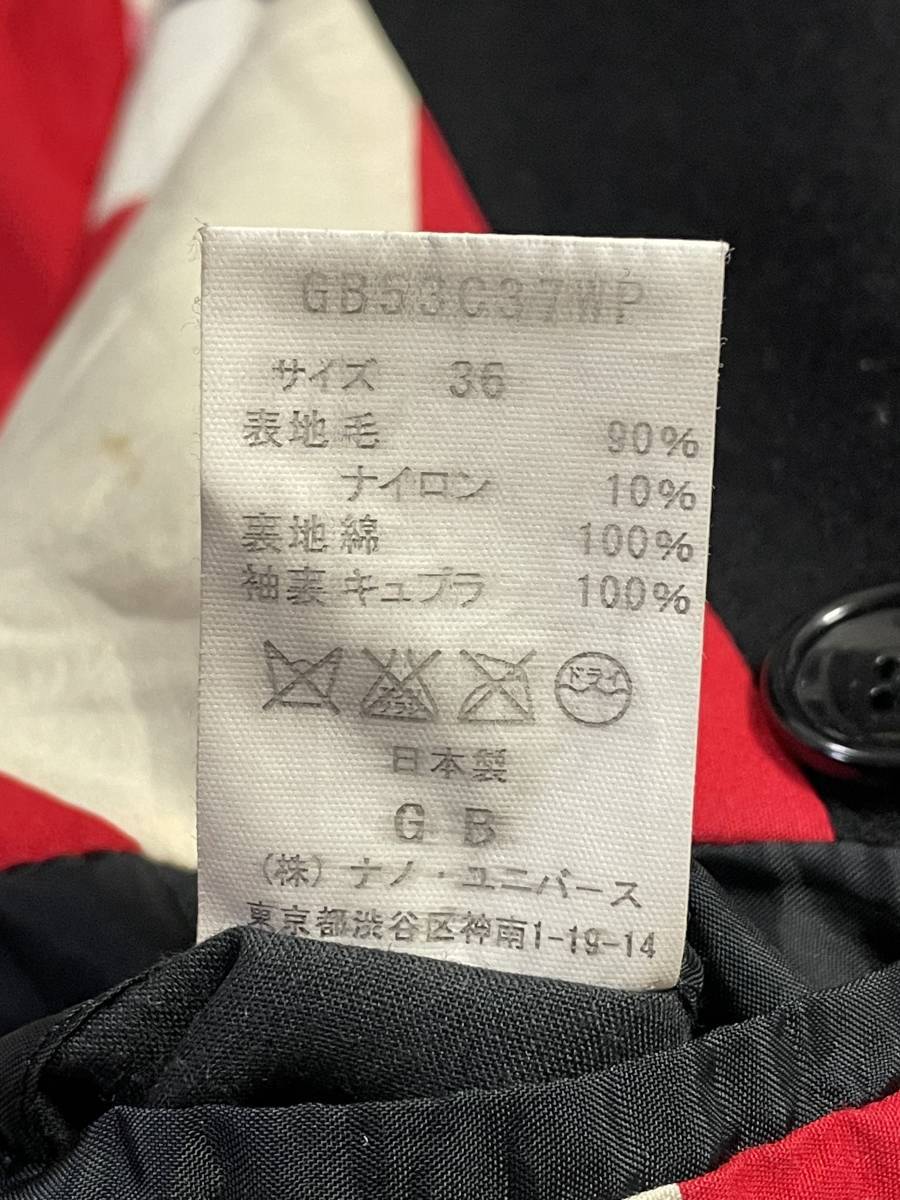 GB53C37WP
サイズ 36
表地 毛 90%
ナイロン 10%
裏地 綿 100%
袖裏 キュプラ 100%
ドライ
日本製
G B
(株) ナノ・ユニバース
東京都渋谷区神南1-19-14